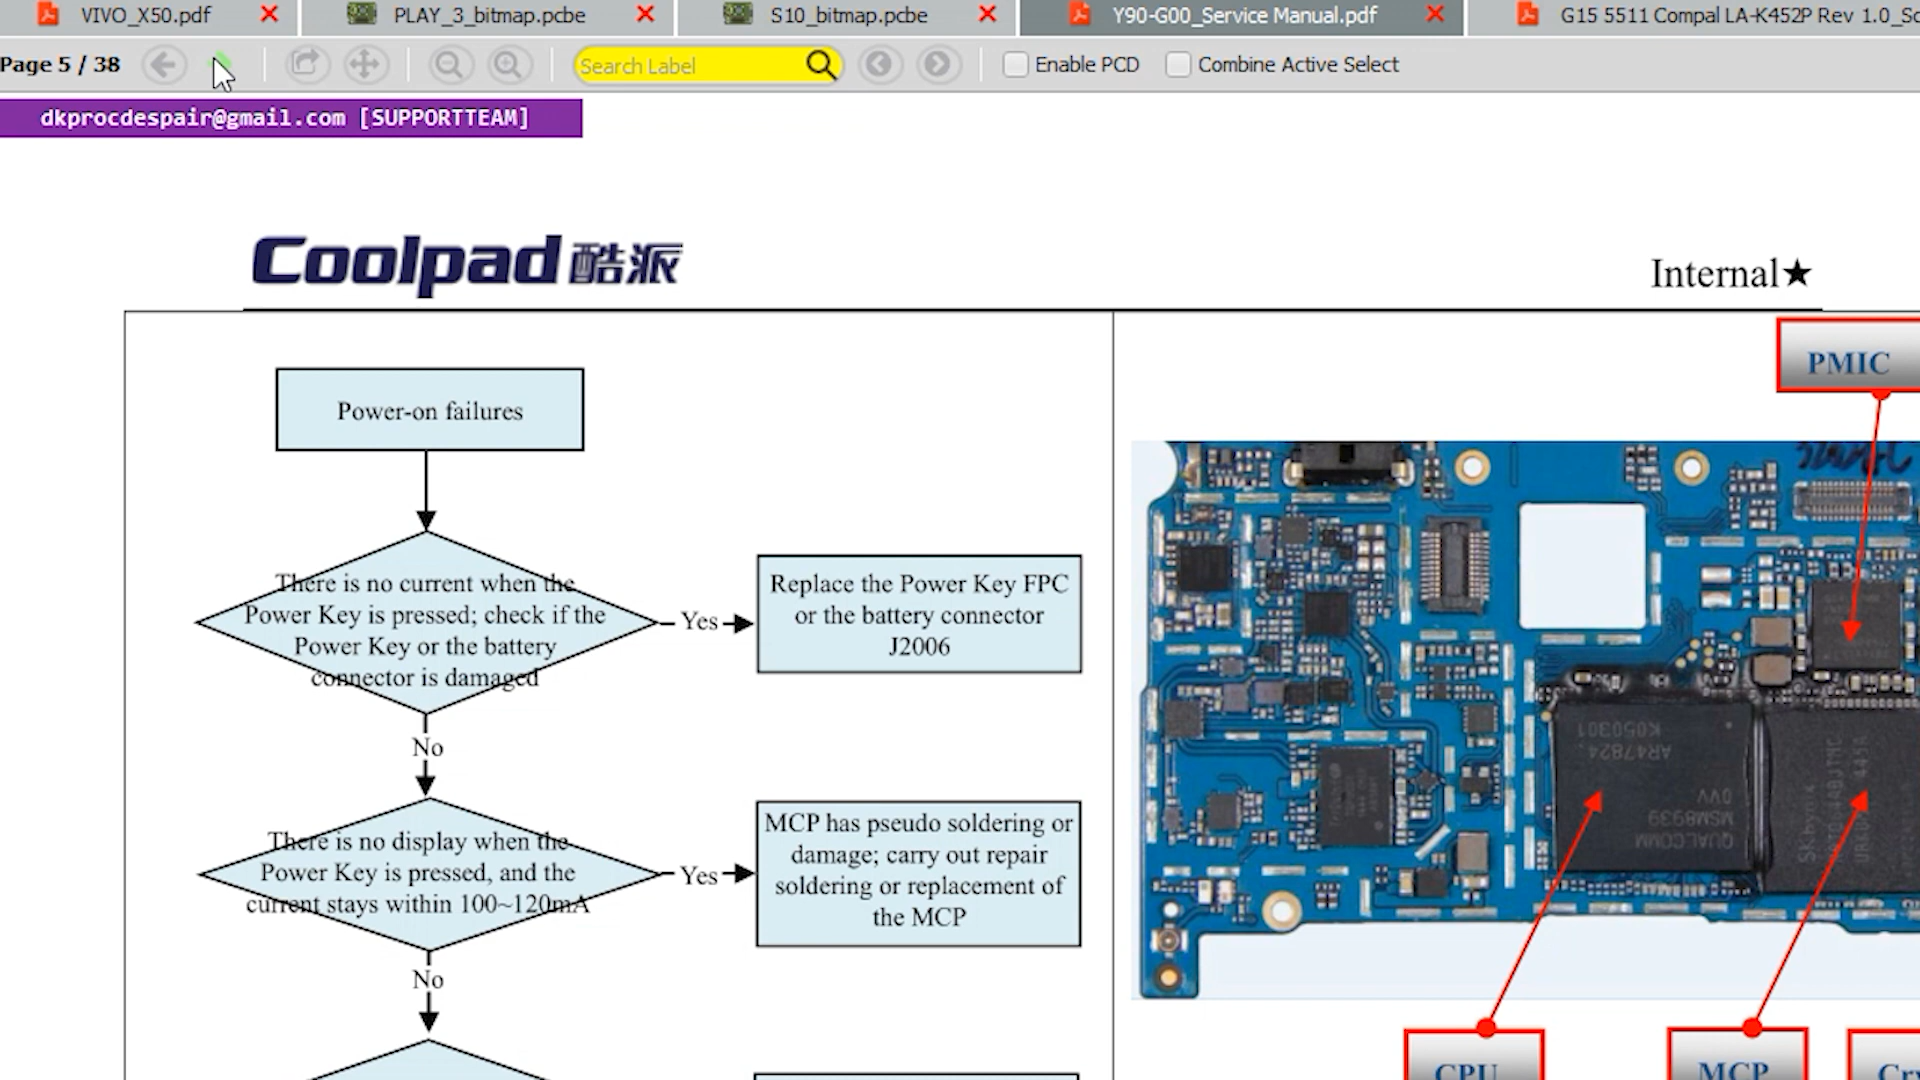 VIVO_X50.pdf
PLAY_3_bitmap.pcbe
S10_bitmap.pcbe
Y90-G00_Service Manual.pdf
G15 5511 Compal LA-K452P Rev 1.0_Sc
Page 5 / 38
Search Label
Enable PCD
Combine Active Select
dkprocdespair@gmail.com [SUPPORTTEAM]
Coolpad 酷派
Internal★
Power-on failures
There is no current when the
Power Key is pressed; check if the
Power Key or the battery
connector is damaged
Yes
Replace the Power Key FPC
or the battery connector
J2006
No
There is no display when the
Power Key is pressed, and the
current stays within 100~120mA
Yes
MCP has pseudo soldering or
damage; carry out repair
soldering or replacement of
the MCP
No
PMIC
K050301
AR47824.
OVV
MSM8939
QUALCOMM
CPU
MCP